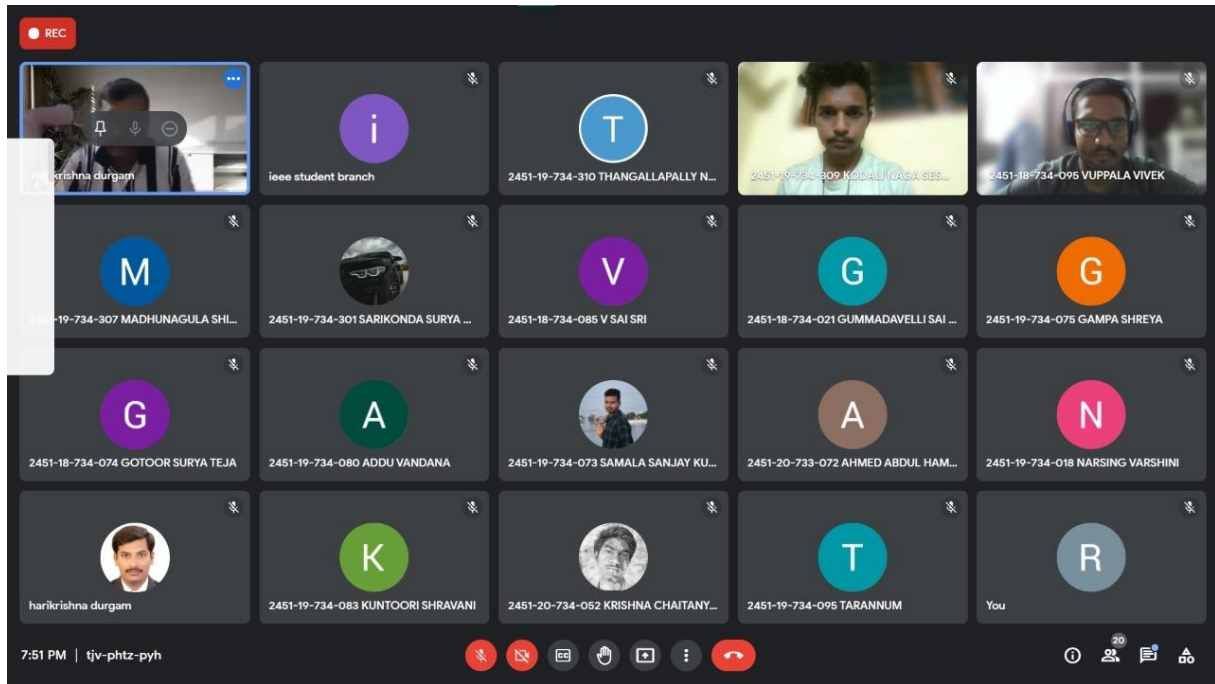 REC
krishna durgam
i
ieee student branch
T
2451-19-734-310 THANGALLAPALLY N...
2451-19-734-309 KODALI NAGA SES...
2451-18-734-095 VUPPALA VIVEK
M
-19-734-307 MADHUNAGULA SHI...
2451-19-734-301 SARIKONDA SURYA ...
V
2451-18-734-085 V SAI SRI
G
2451-18-734-021 GUMMADAVELLI SAI ...
G
2451-19-734-075 GAMPA SHREYA
G
2451-18-734-074 GOTOOR SURYA TEJA
A
2451-19-734-080 ADDU VANDANA
2451-19-734-073 SAMALA SANJAY KU...
A
2451-20-733-072 AHMED ABDUL HAM...
N
2451-19-734-018 NARSING VARSHINI
harikrishna durgam
K
2451-19-734-083 KUNTOORI SHRAVANI
2451-20-734-052 KRISHNA CHAITANY...
T
2451-19-734-095 TARANNUM
R
You
7:51 PM | tjv-phtz-pyh
CC
20